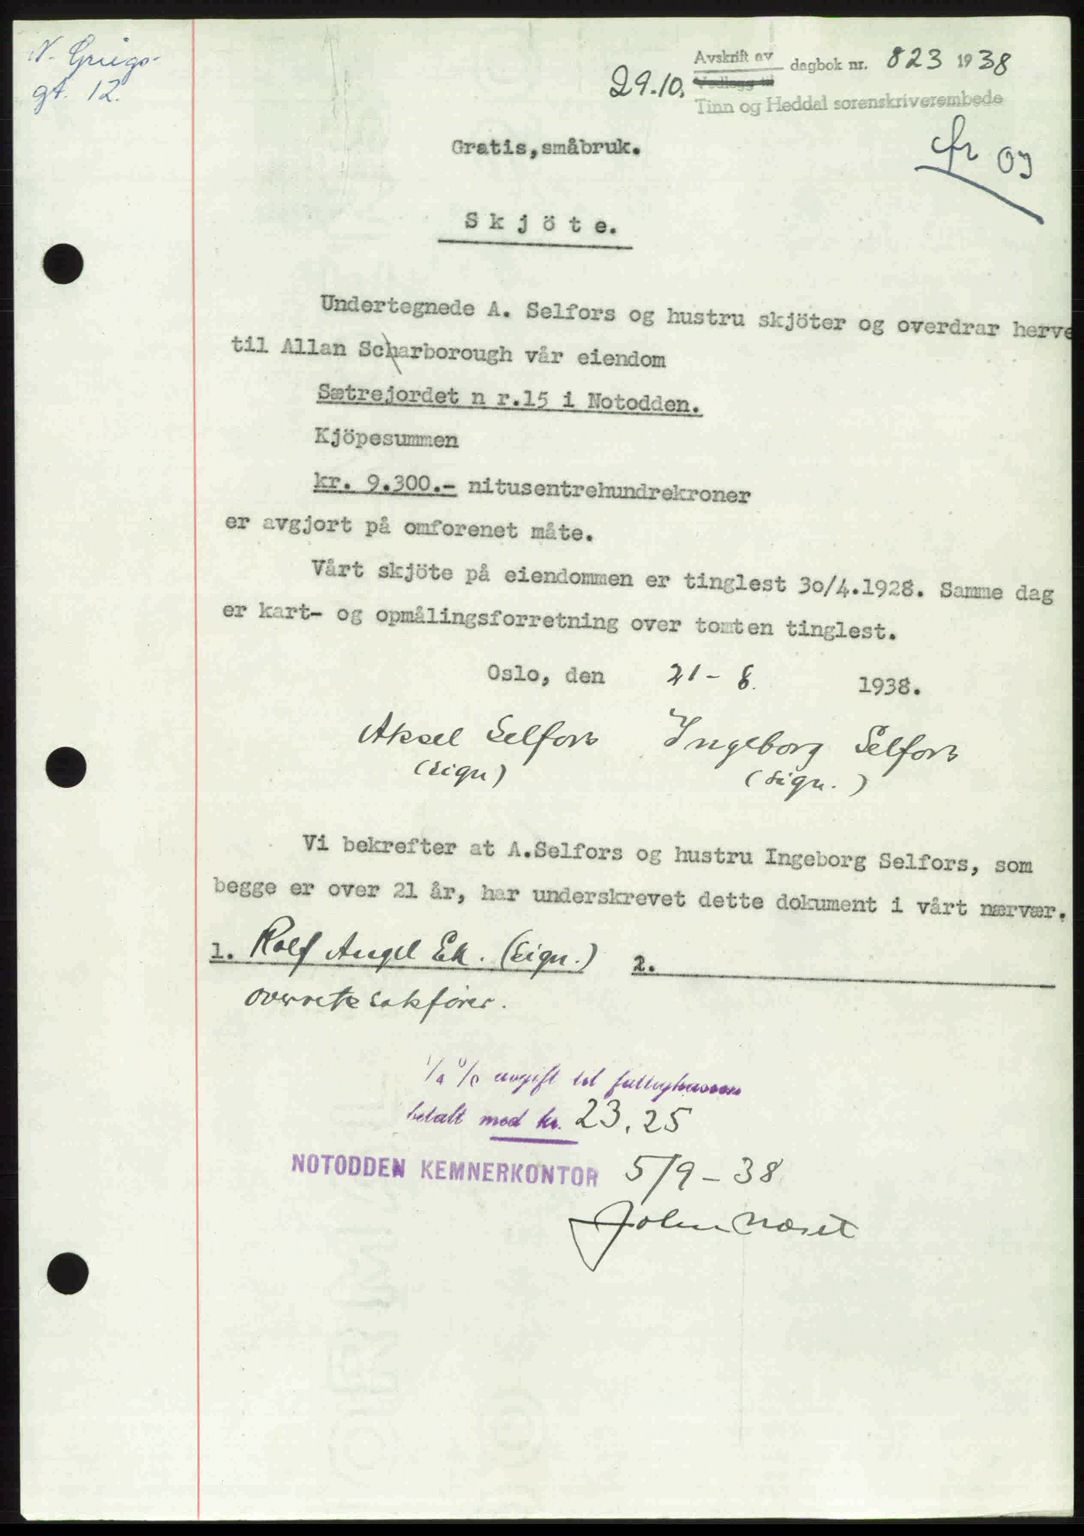 N. Griegs-
gt. 12.
29.10. Avskrift av dagbok nr. 823 1938
Vedlegg til
Tinn og Heddal sorenskriverembede
Gratis, småbruk.
Skjöte.
Undertegnede A. Selfors og hustru skjöter og overdrar herve
til Allan Scharborough vår eiendom
Sætrejordet n r.15 i Notodden.
Kjöpesummen
kr. 9.300.- nitusentrehundrekroner
er avgjort på omforenet måte.
Vårt skjöte på eiendommen er tinglest 30/4.1928. Samme dag
er kart- og opmålingsforretning over tomten tinglest.
Oslo, den 21-8. 1938.
Aksel Selfors Ingeborg Selfors
(sign) (sign.)
Vi bekrefter at A.Selfors og hustru Ingeborg Selfors, som
begge er over 21 år, har underskrevet dette dokument i vårt nærvær.
1. Rolf Angell Ek. (sign.) 2.
overrettssakfører.
1/4 % avgift til
betalt med kr. 23,25
NOTODDEN KEMNERKONTOR 5/9-38
John Næset